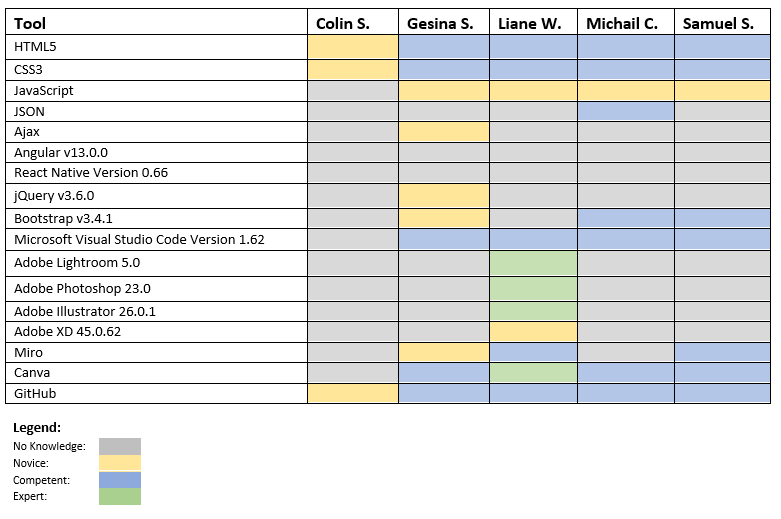 Tool Colin S. Gesina S. Liane W. Michail C. Samuel S.
HTML5
CSS3
JavaScript
JSON
Ajax
Angular v13.0.0
React Native Version 0.66
jQuery v3.6.0
Bootstrap v3.4.1
Microsoft Visual Studio Code Version 1.62
Adobe Lightroom 5.0
Adobe Photoshop 23.0
Adobe Illustrator 26.0.1
Adobe XD 45.0.62
Miro
Canva
GitHub
Legend:
No Knowledge:
Novice:
Competent:
Expert: